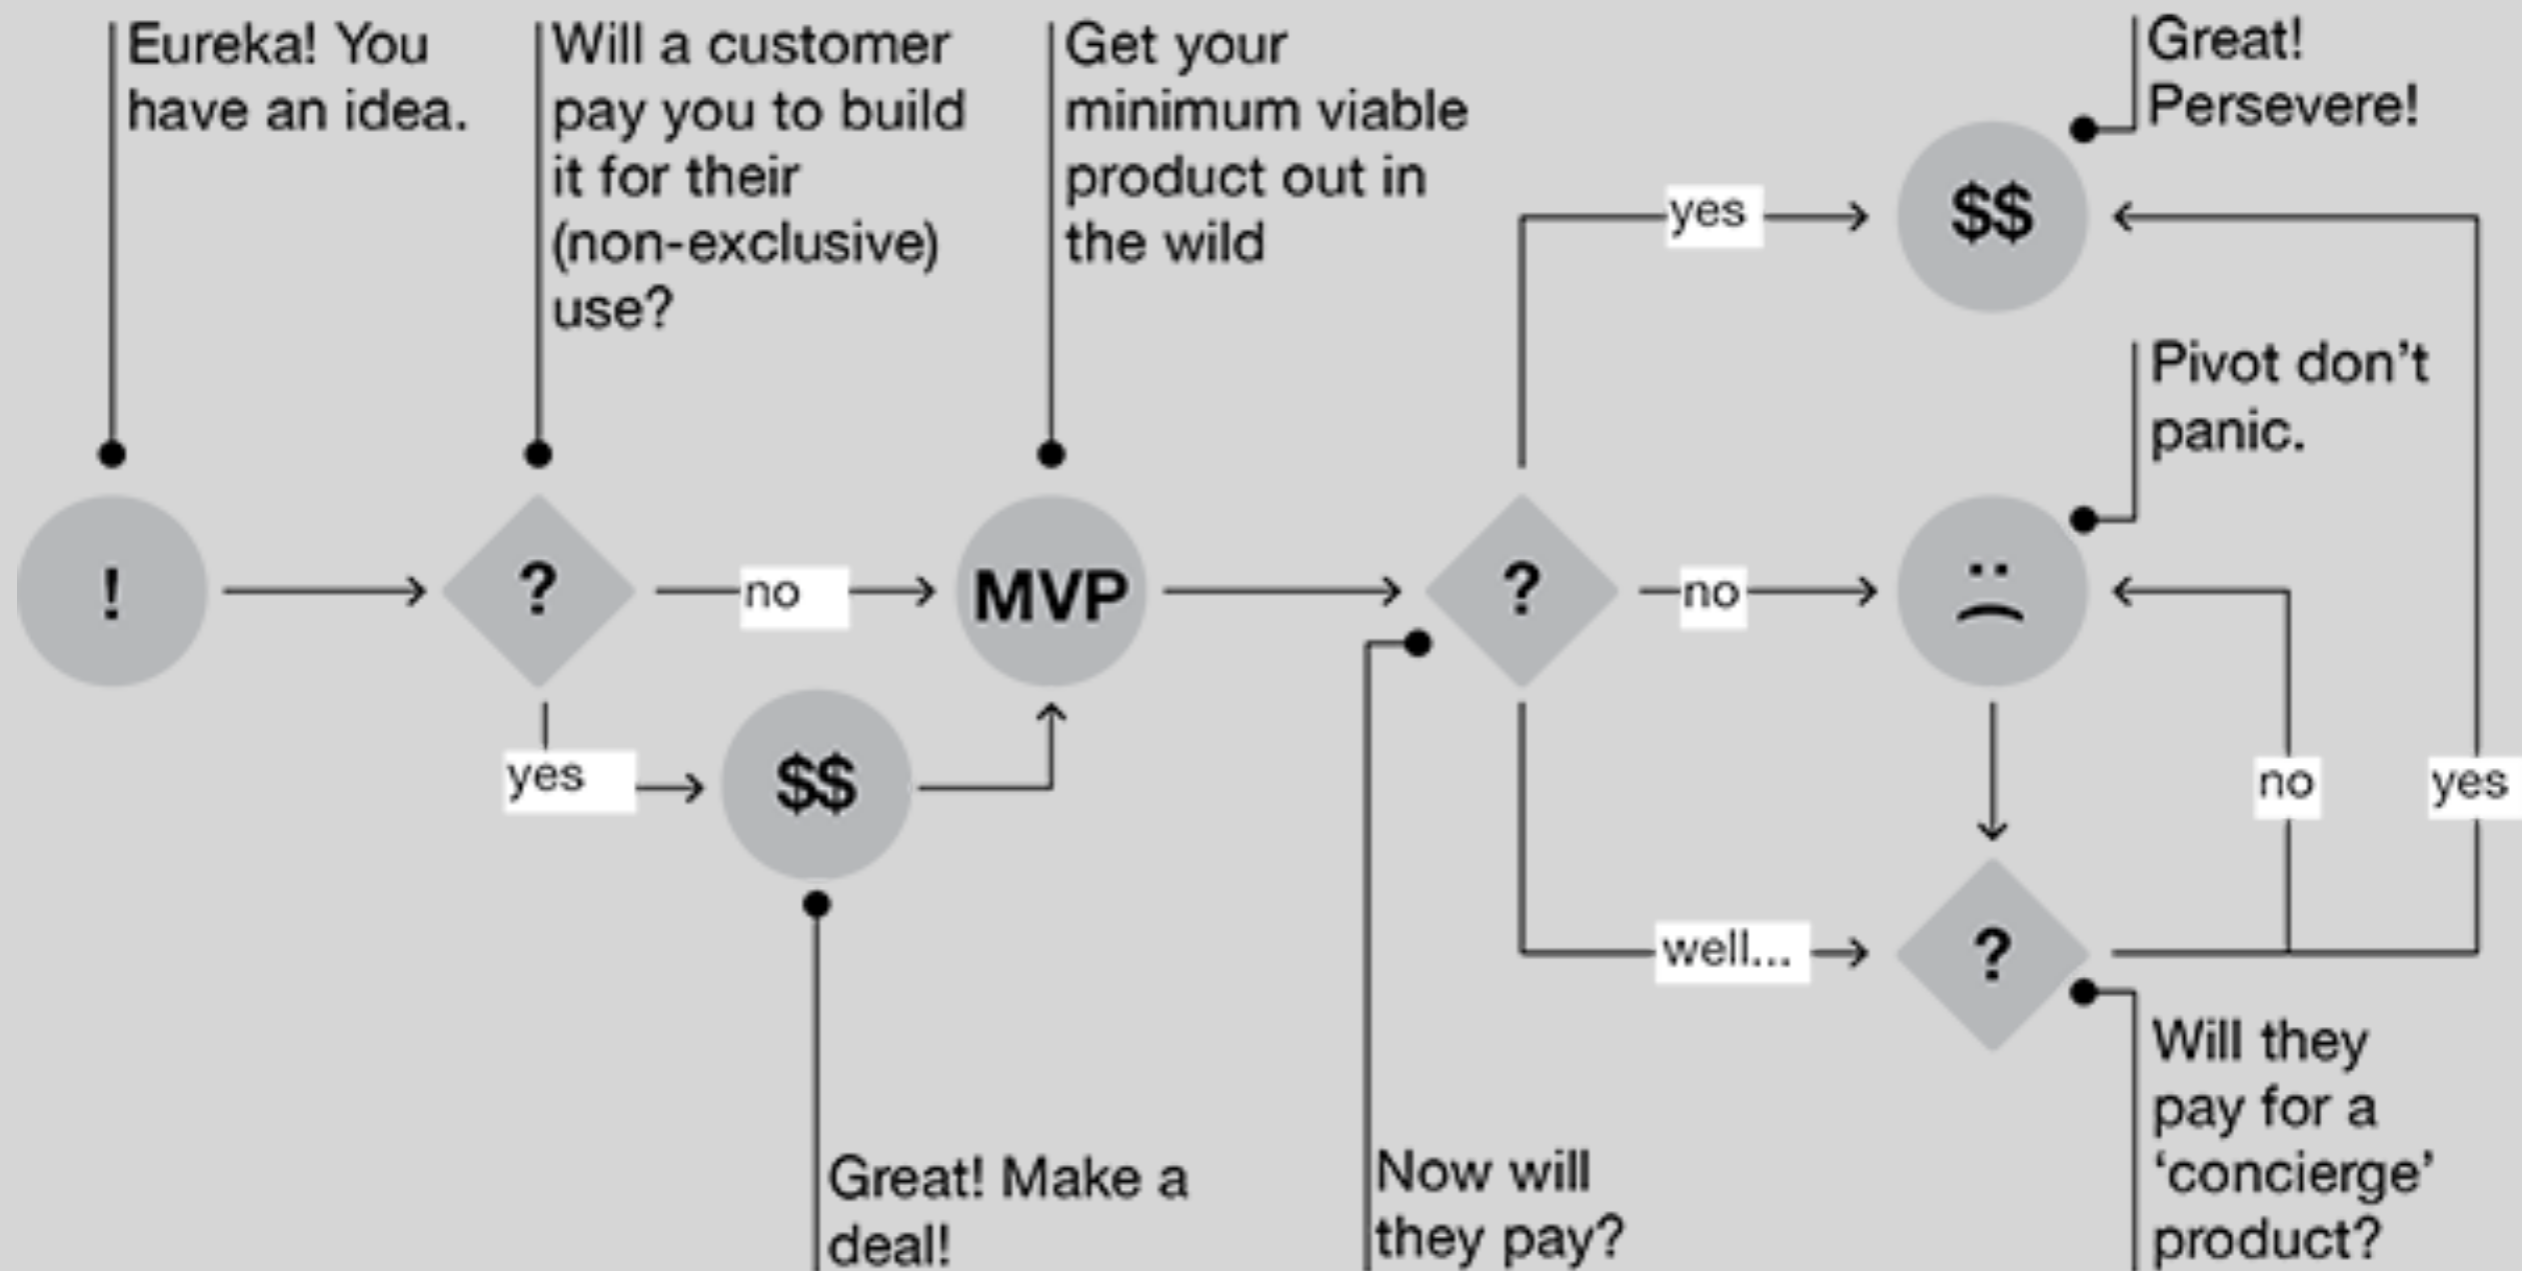 Eureka! You
have an idea.
Will a customer
pay you to build
it for their
(non-exclusive)
use?
Get your
minimum viable
product out in
the wild
Great!
Persevere!
yes
$$
Pivot don’t
panic.
!
?
no
MVP
?
no
:(
yes
$$
no
yes
well...
?
Great! Make a
deal!
Now will
they pay?
Will they
pay for a
‘concierge’
product?